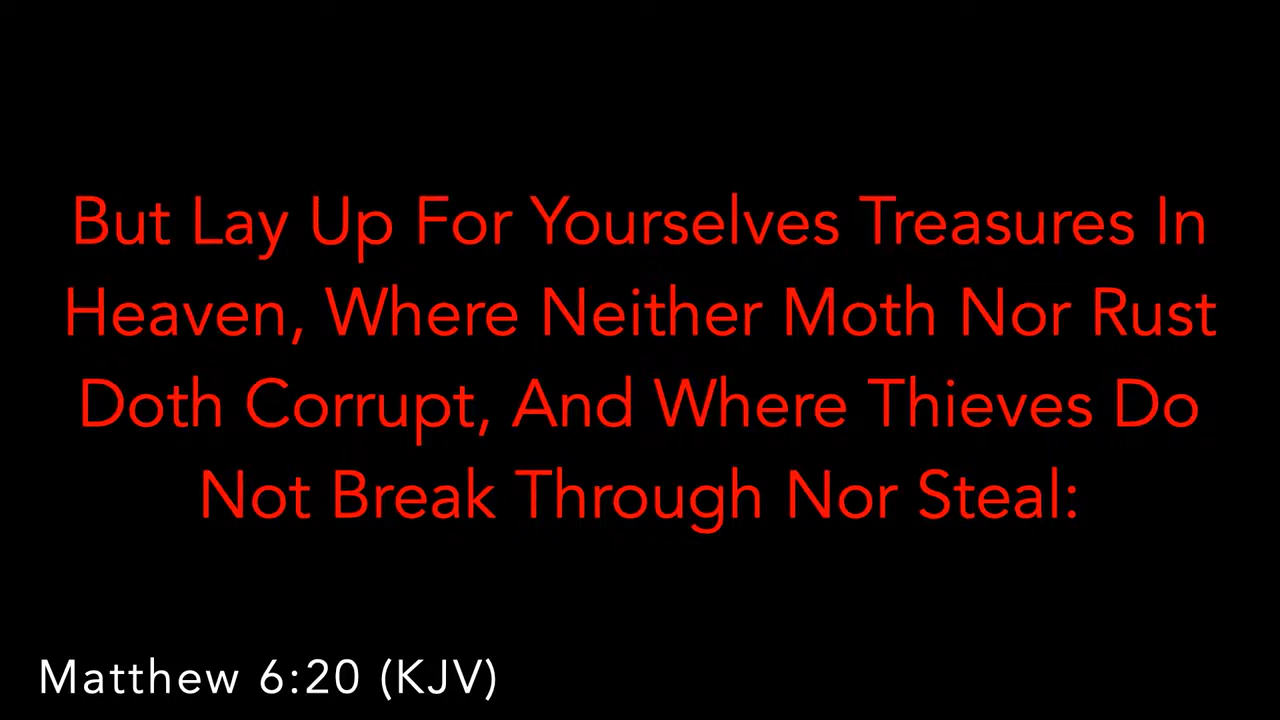 But Lay Up For Yourselves Treasures In
Heaven, Where Neither Moth Nor Rust
Doth Corrupt, And Where Thieves Do
Not Break Through Nor Steal:
Matthew 6:20 (KJV)